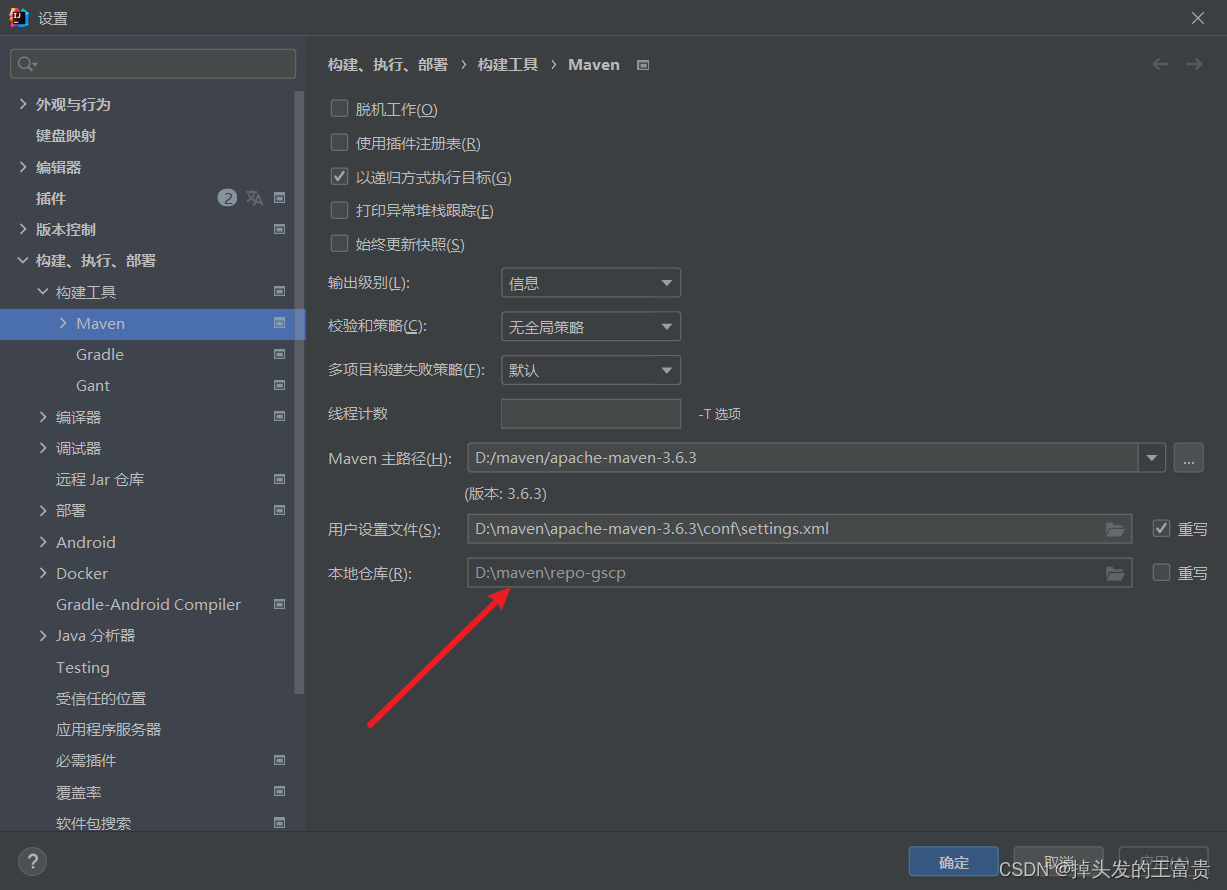 设置
构建、执行、部署 › 构建工具 › Maven
外观与行为
键盘映射
编辑器
插件 2
版本控制
构建、执行、部署
构建工具
Maven
Gradle
Gant
编译器
调试器
远程 Jar 仓库
部署
Android
Docker
Gradle-Android Compiler
Java 分析器
Testing
受信任的位置
应用程序服务器
必需插件
覆盖率
软件包搜索
脱机工作(O)
使用插件注册表(R)
以递归方式执行目标(G)
打印异常堆栈跟踪(E)
始终更新快照(S)
输出级别(L): 信息
校验和策略(C): 无全局策略
多项目构建失败策略(F): 默认
线程计数 -T 选项
Maven 主路径(H): D:/maven/apache-maven-3.6.3 ...
(版本: 3.6.3)
用户设置文件(S): D:\maven\apache-maven-3.6.3\conf\settings.xml 重写
本地仓库(R): D:\maven\repo-gscp 重写
? 确定 取消 应用(A)
CSDN @掉头发的王富贵